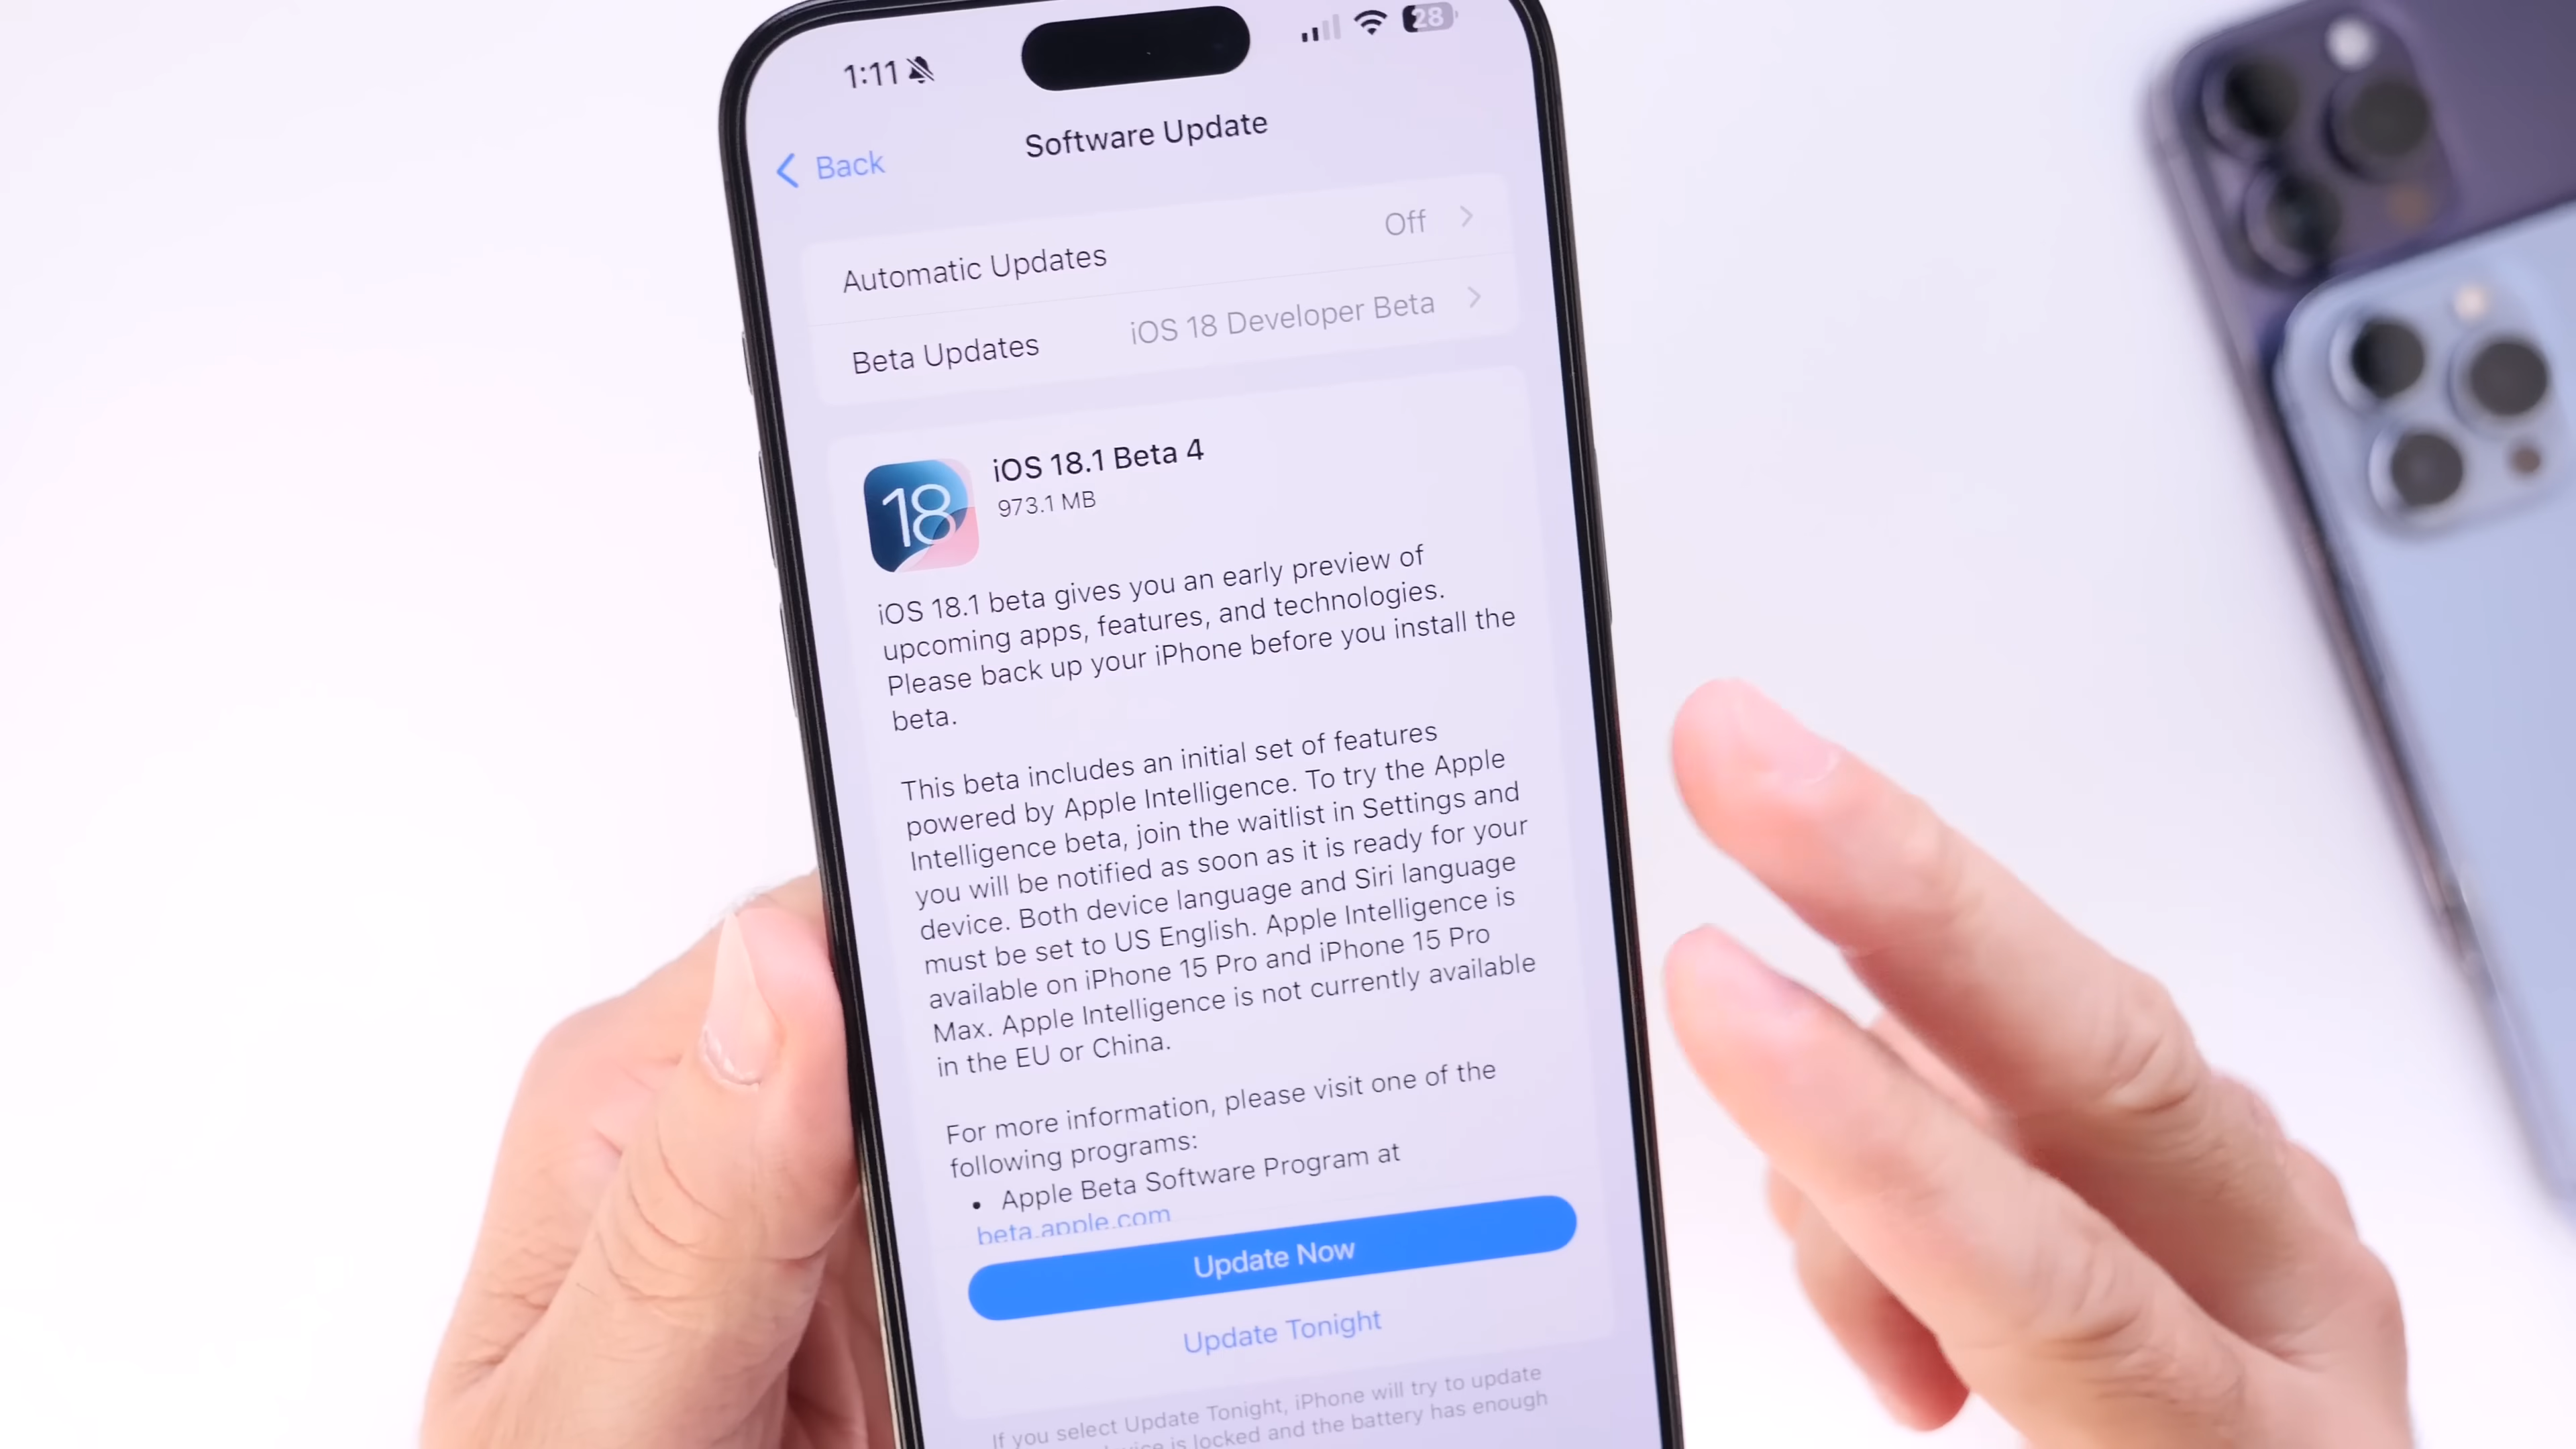 1:11
28
Back
Software Update
Automatic Updates Off
Beta Updates iOS 18 Developer Beta
18
iOS 18.1 Beta 4
973.1 MB
iOS 18.1 beta gives you an early preview of
upcoming apps, features, and technologies.
Please back up your iPhone before you install the
beta.
This beta includes an initial set of features
powered by Apple Intelligence. To try the Apple
Intelligence beta, join the waitlist in Settings and
you will be notified as soon as it is ready for your
device. Both device language and Siri language
must be set to US English. Apple Intelligence is
available on iPhone 15 Pro and iPhone 15 Pro
Max. Apple Intelligence is not currently available
in the EU or China.
For more information, please visit one of the
following programs:
• Apple Beta Software Program at
beta.apple.com
Update Now
Update Tonight
If you select Update Tonight, iPhone will try to update
is locked and the battery has enough